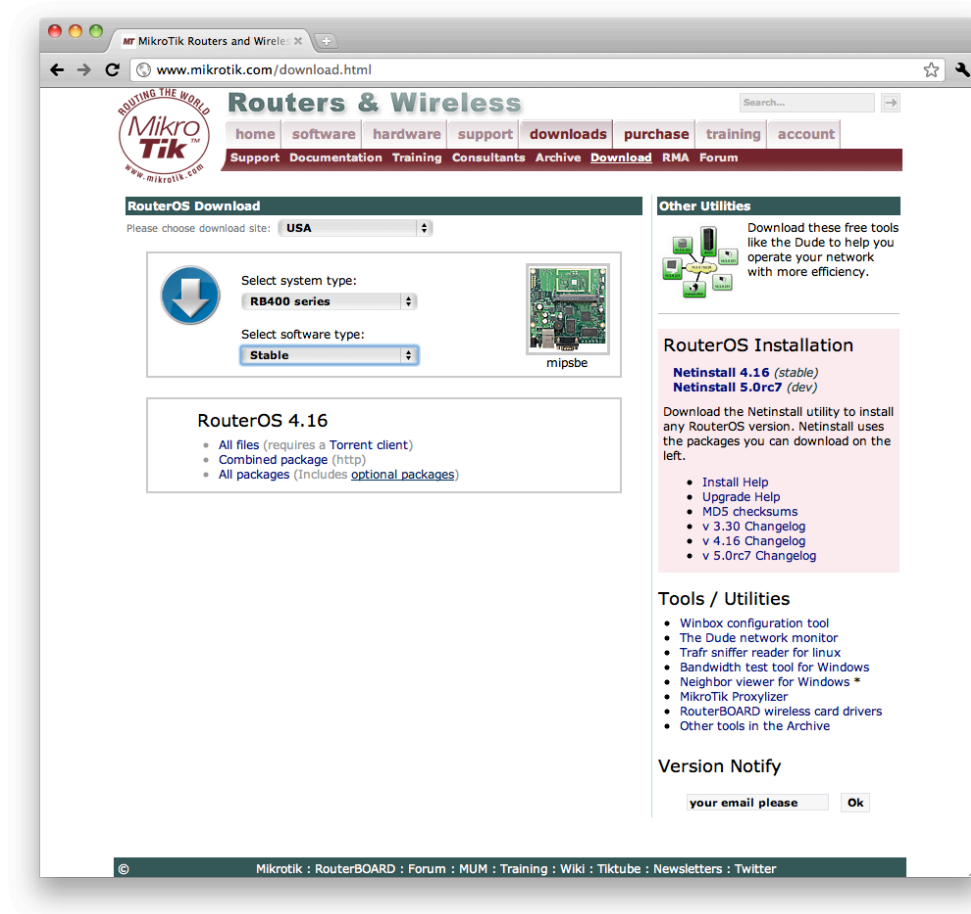 MT MikroTik Routers and Wireles
www.mikrotik.com/download.html
ROUTING THE WORLD
Mikro
Tik™
www.mikrotik.com
Routers & Wireless
Search...
home software hardware support downloads purchase training account
Support Documentation Training Consultants Archive Download RMA Forum
RouterOS Download
Please choose download site: USA
Select system type:
RB400 series
Select software type:
Stable
mipsbe
RouterOS 4.16
All files (requires a Torrent client)
Combined package (http)
All packages (Includes optional packages)
Other Utilities
Download these free tools
like the Dude to help you
operate your network
with more efficiency.
RouterOS Installation
Netinstall 4.16 (stable)
Netinstall 5.0rc7 (dev)
Download the Netinstall utility to install
any RouterOS version. Netinstall uses
the packages you can download on the
left.
Install Help
Upgrade Help
MD5 checksums
v 3.30 Changelog
v 4.16 Changelog
v 5.0rc7 Changelog
Tools / Utilities
Winbox configuration tool
The Dude network monitor
Trafr sniffer reader for linux
Bandwidth test tool for Windows
Neighbor viewer for Windows *
MikroTik Proxylizer
RouterBOARD wireless card drivers
Other tools in the Archive
Version Notify
your email please Ok
© Mikrotik : RouterBOARD : Forum : MUM : Training : Wiki : Tiktube : Newsletters : Twitter